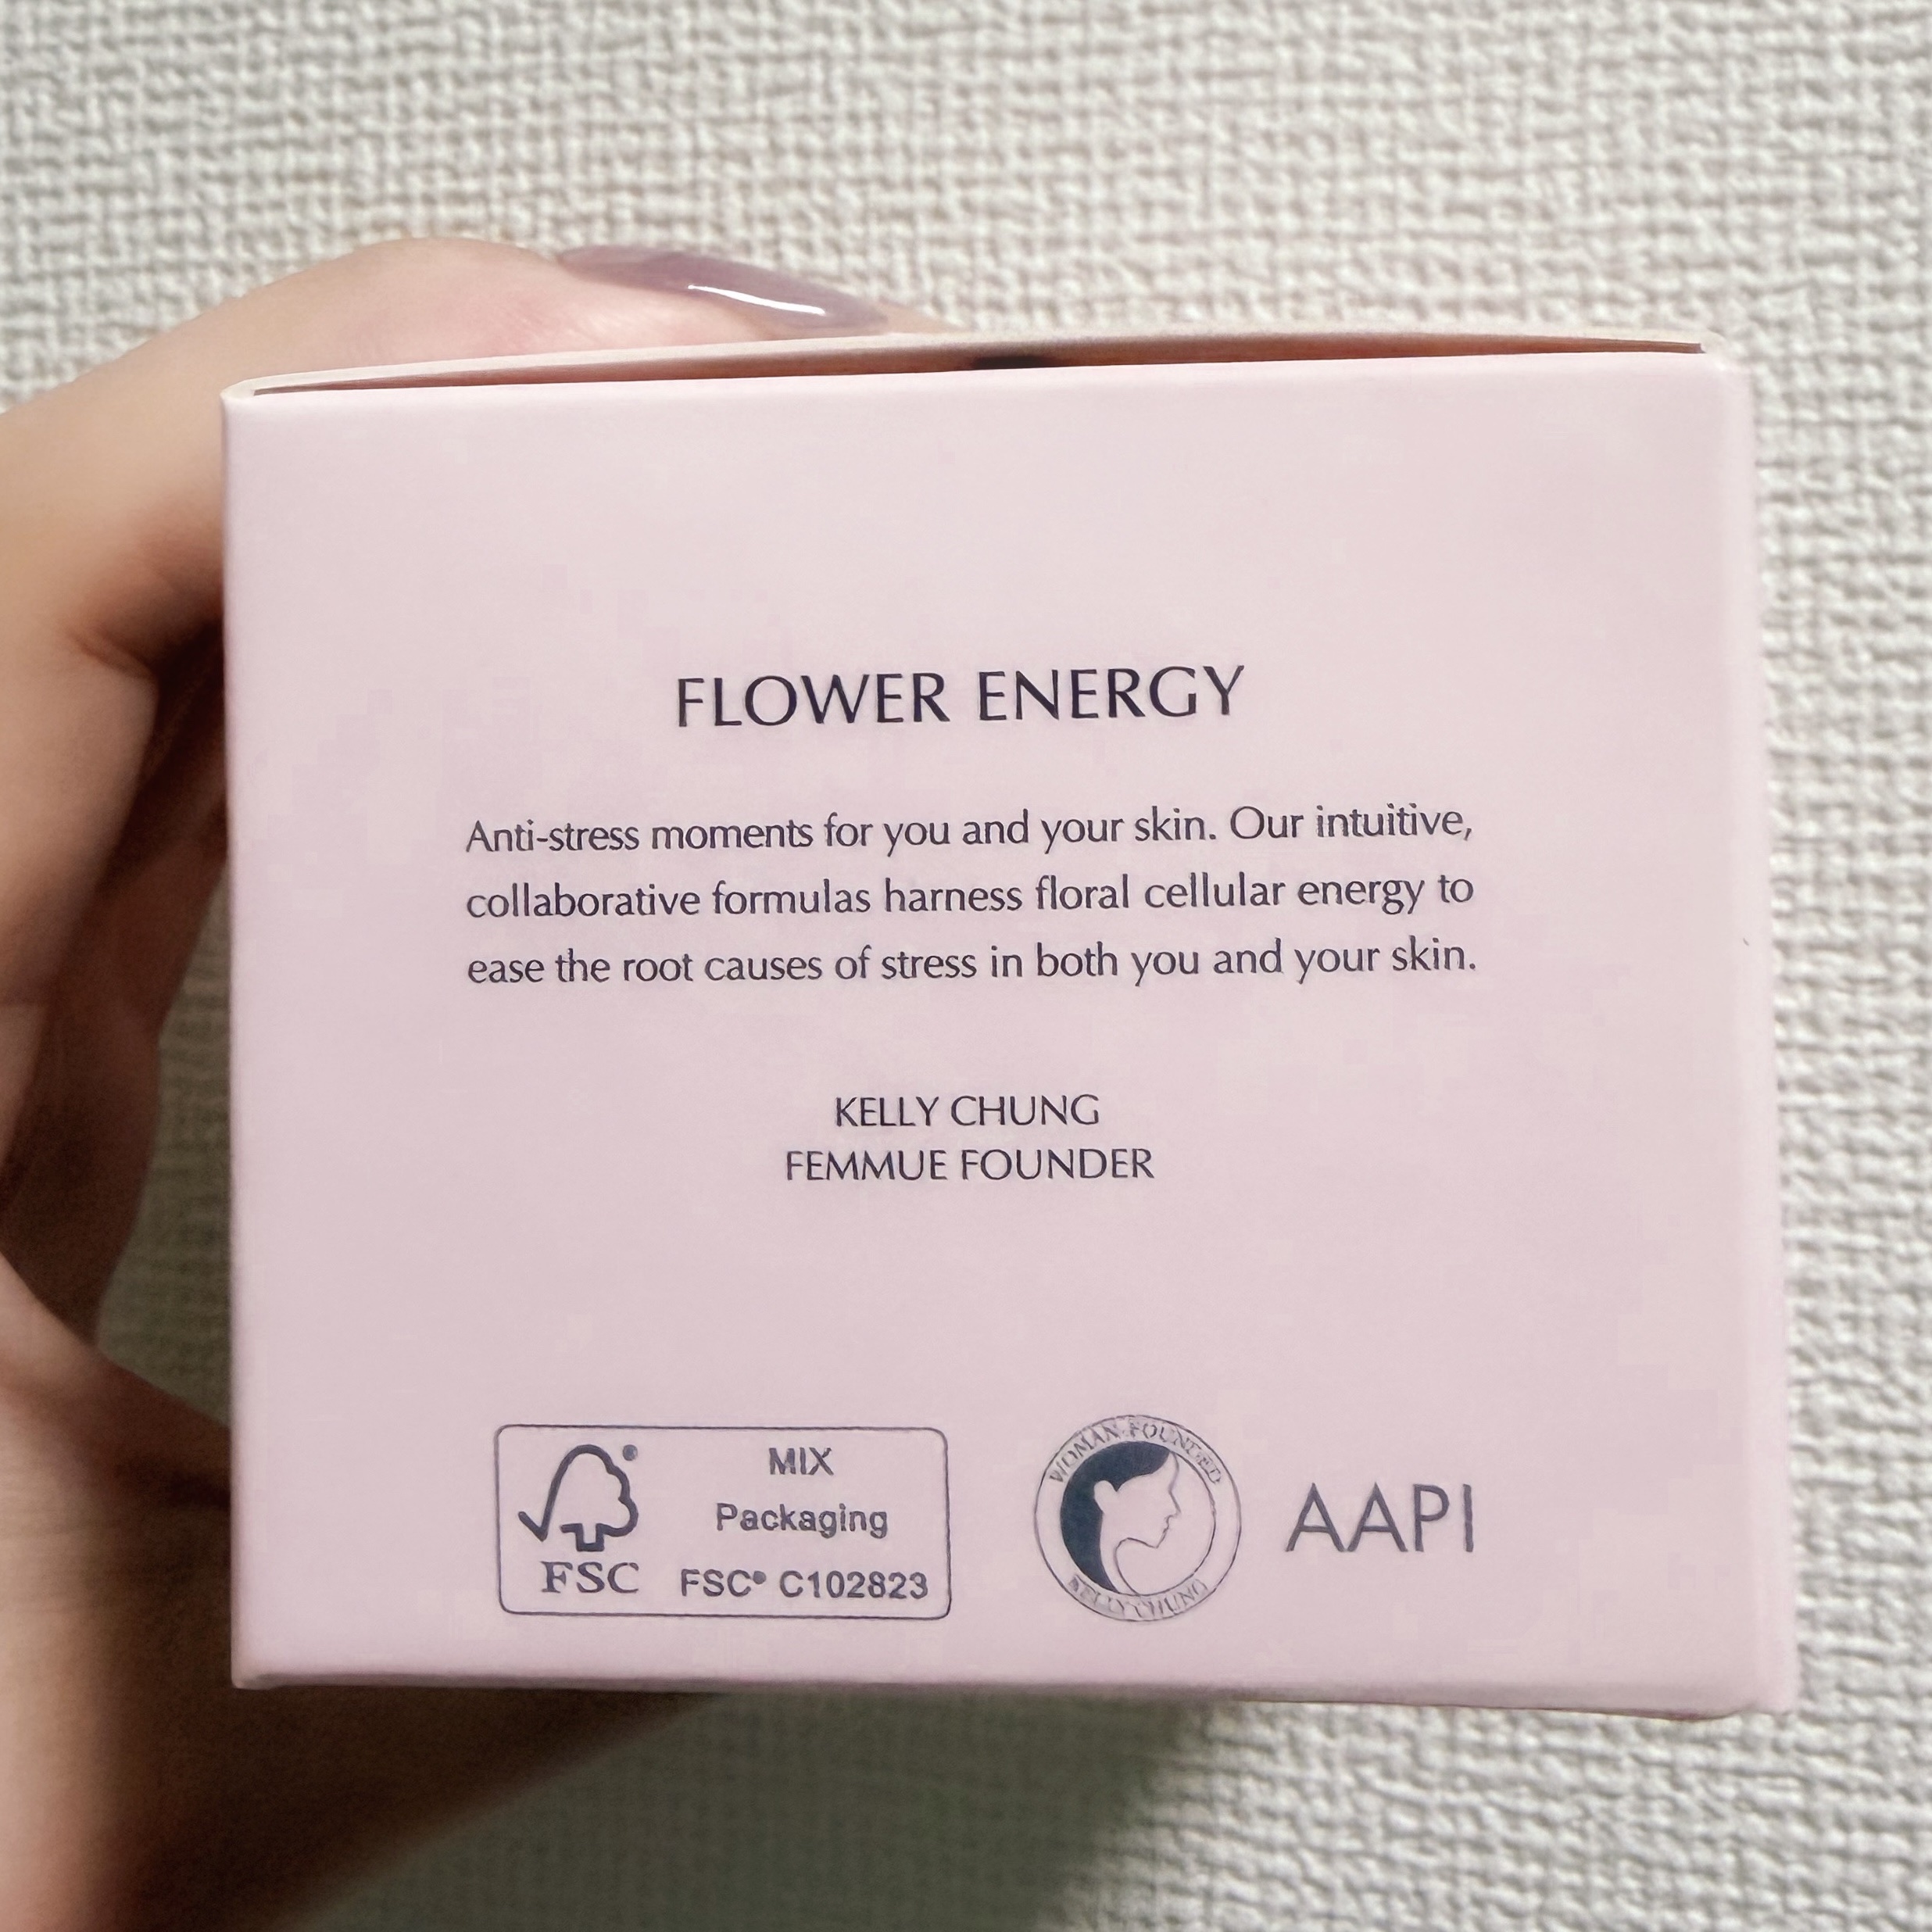 FLOWER ENERGY
Anti-stress moments for you and your skin. Our intuitive,
collaborative formulas harness floral cellular energy to
ease the root causes of stress in both you and your skin.
KELLY CHUNG
FEMMUE FOUNDER
FSC
MIX
Packaging
FSC® C102823
WOMAN-FOUNDED
KELLY CHUNG
AAPI